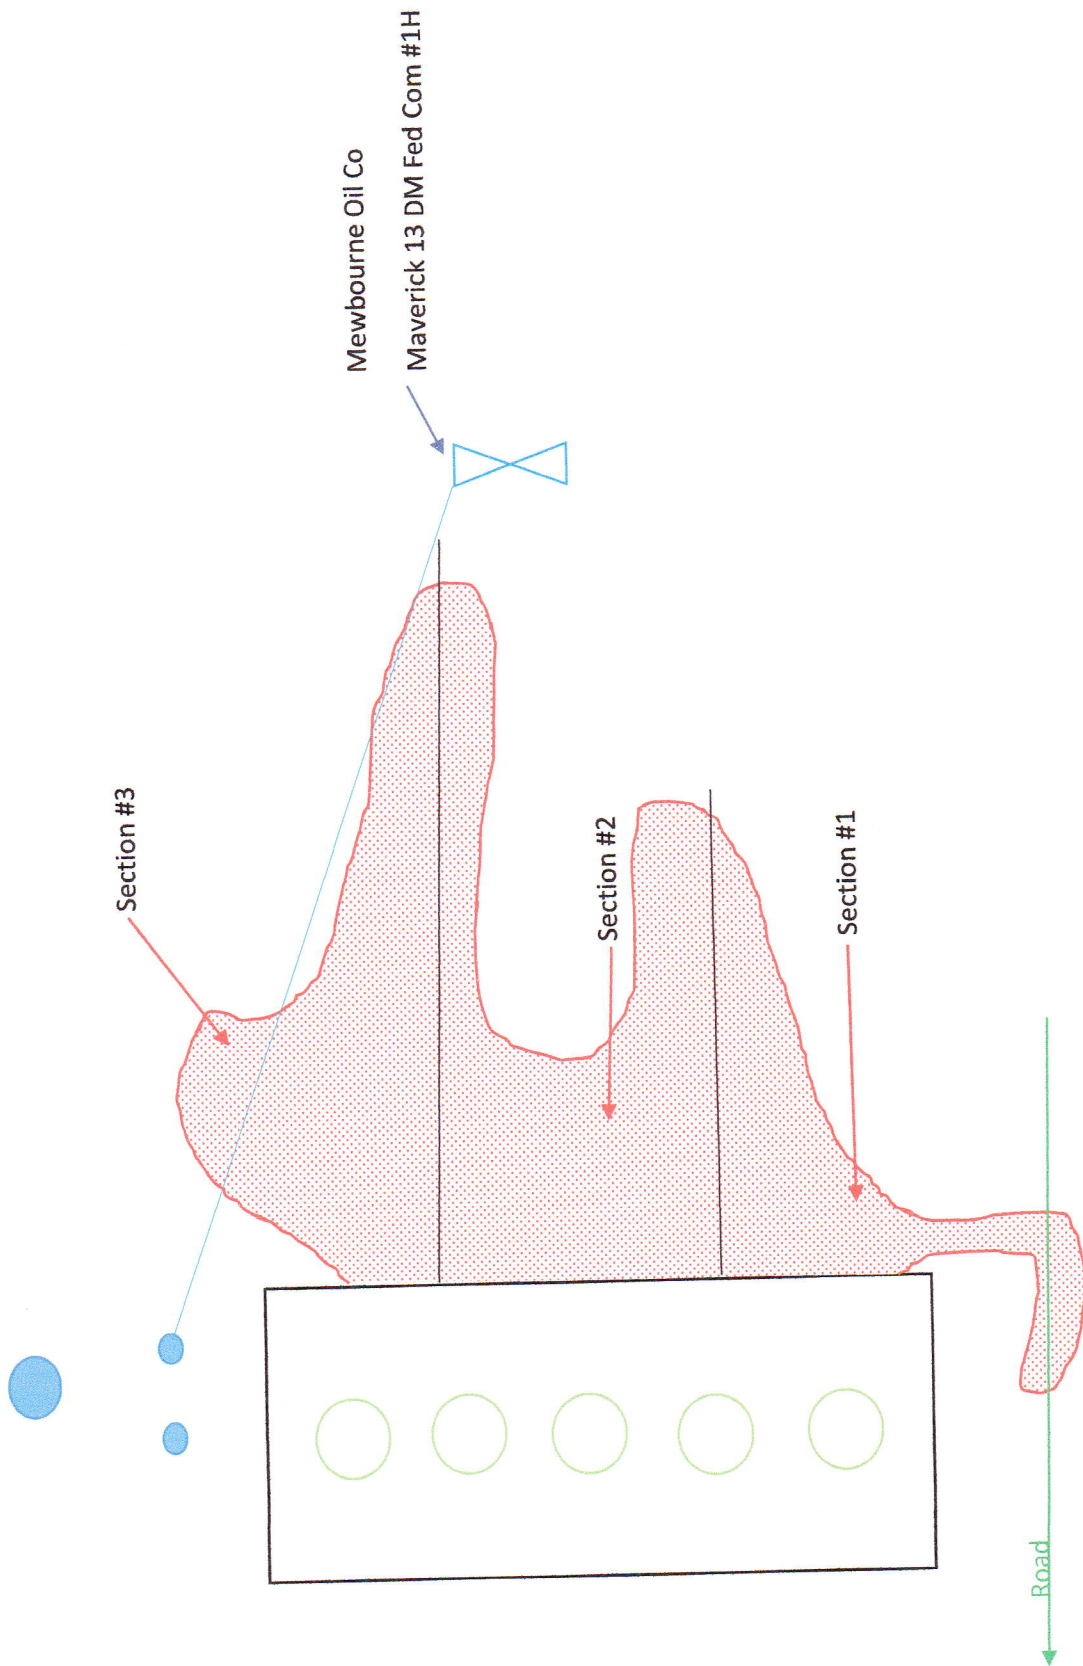 Mewbourne Oil Co
Maverick 13 DM Fed Com #1H
Section #3
Section #2
Section #1
Road